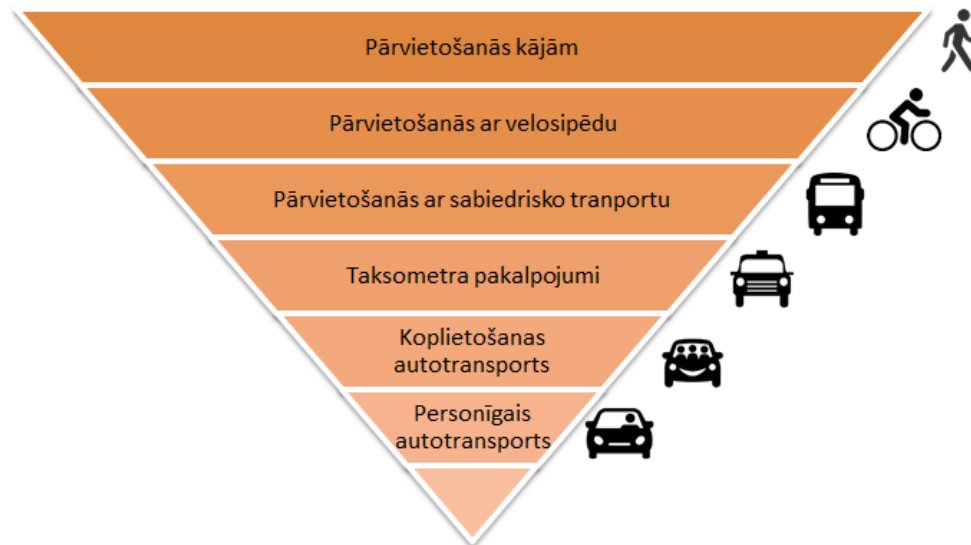 Pārvietošanās kājām
Pārvietošanās ar velosipēdu
Pārvietošanās ar sabiedrisko tranportu
Taksometra pakalpojumi
Koplietošanas
autotransports
Personīgais
autotransports